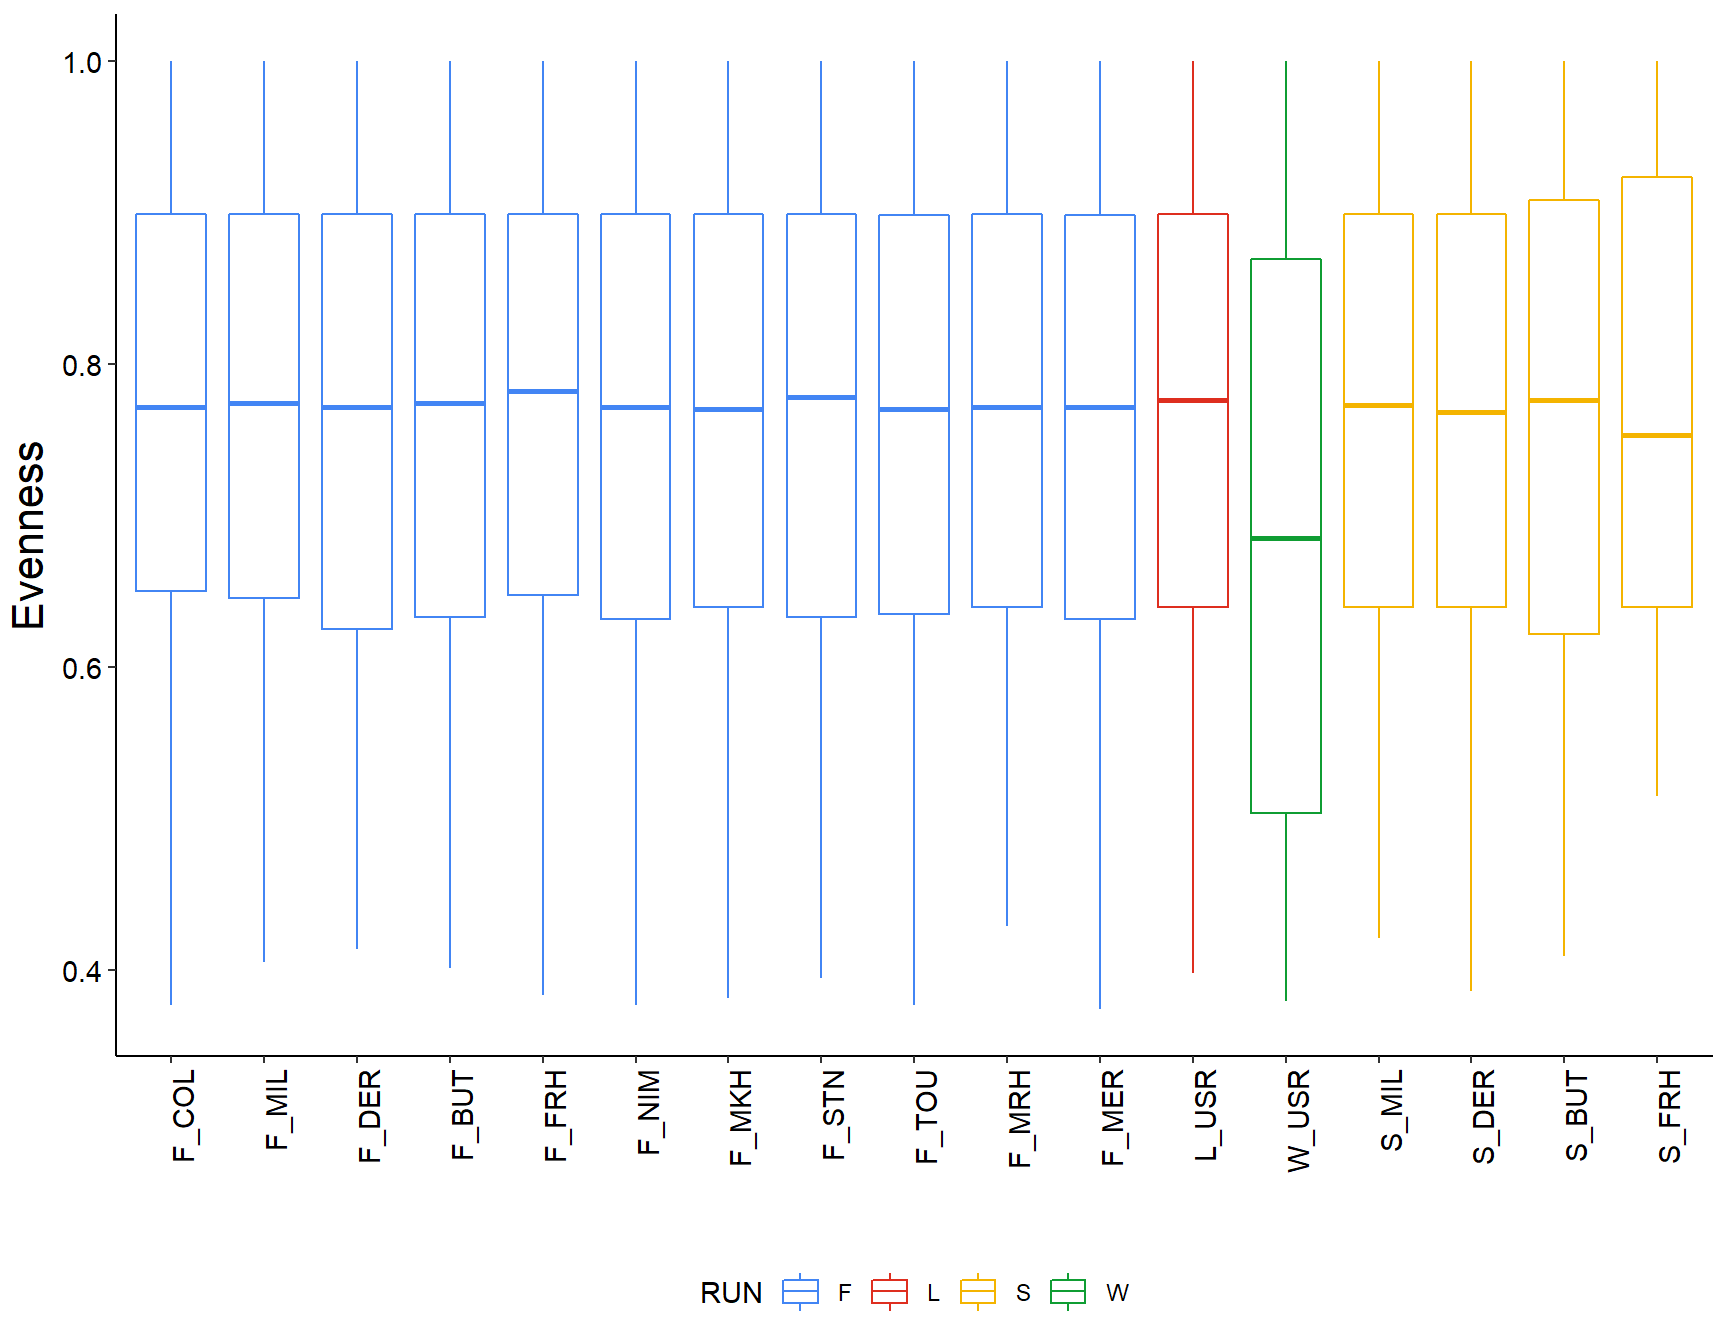 Evenness
1.0
0.8
0.6
0.4
F_COL
F_MIL
F_DER
F_BUT
F_FRH
F_NIM
F_MKH
F_STN
F_TOU
F_MRH
F_MER
L_USR
W_USR
S_MIL
S_DER
S_BUT
S_FRH
RUN F L S W